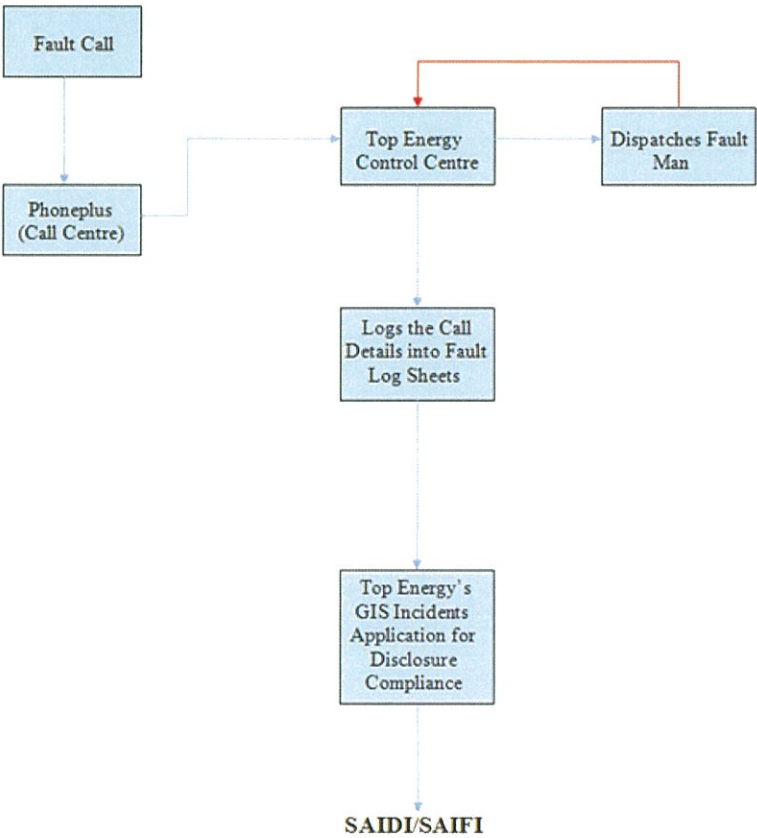 Fault Call
Phoneplus
(Call Centre)
Top Energy
Control Centre
Dispatches Fault
Man
Logs the Call
Details into Fault
Log Sheets
Top Energy's
GIS Incidents
Application for
Disclosure
Compliance
SAIDI/SAIFI